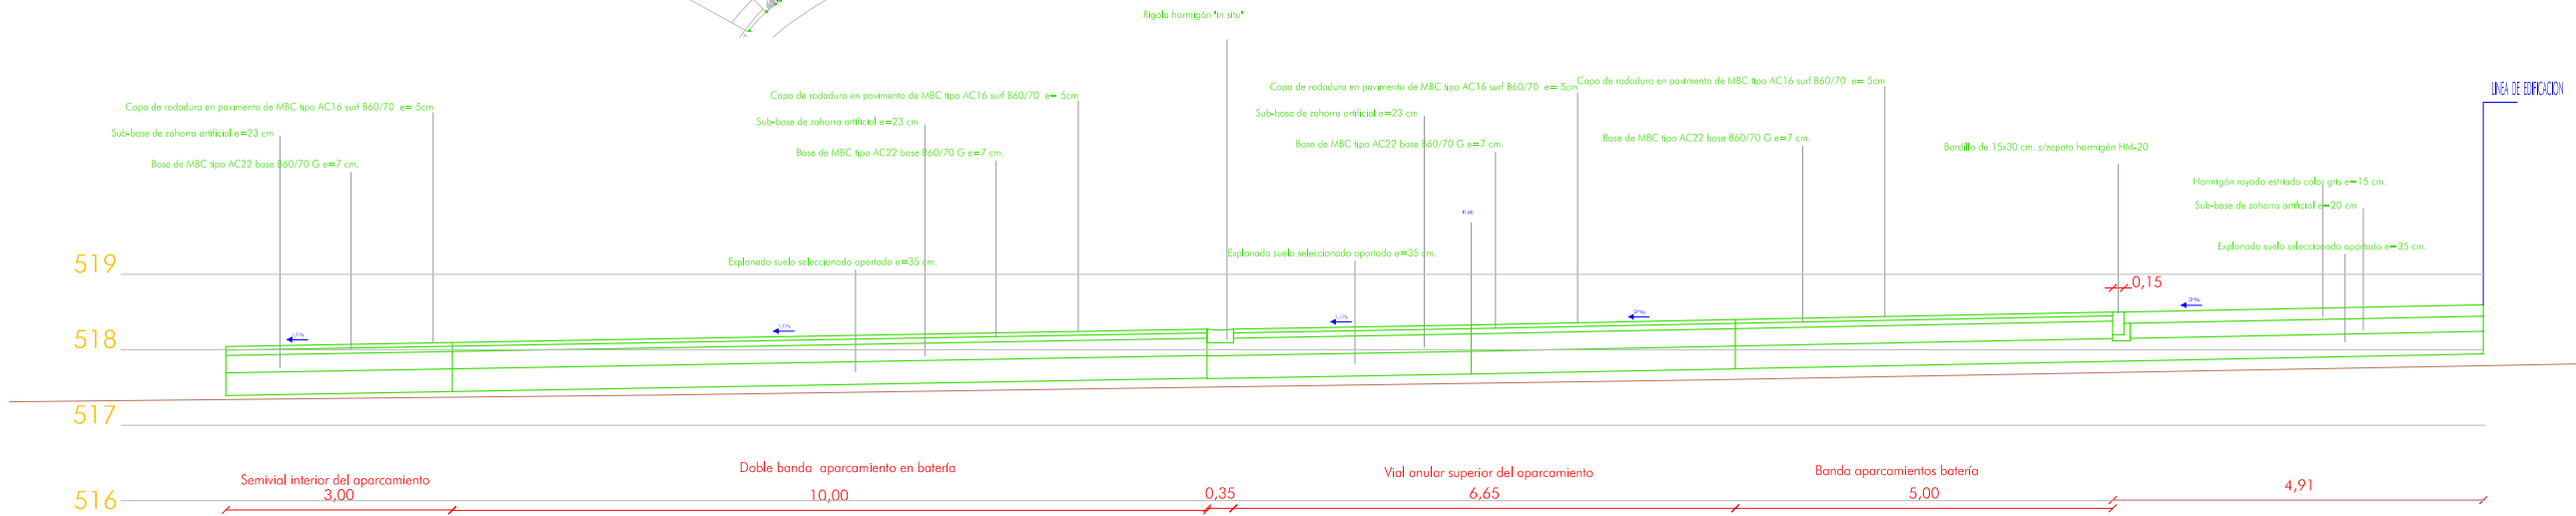 Rigola hormigón "in situ"
Capa de rodadura en pavimento de MBC tipo AC16 surf B60/70 e= 5cm
Sub-base de zahorra artificial e=23 cm
Base de MBC tipo AC22 base B60/70 G e=7 cm.
Capa de rodadura en pavimento de MBC tipo AC16 surf B60/70 e= 5cm
Sub-base de zahorra artificial e=23 cm
Base de MBC tipo AC22 base B60/70 G e=7 cm.
Explanada suelo seleccionado aportado e=35 cm.
Capa de rodadura en pavimento de MBC tipo AC16 surf B60/70 e= 5cm
Sub-base de zahorra artificial e=23 cm
Base de MBC tipo AC22 base B60/70 G e=7 cm.
Explanada suelo seleccionado aportado e=35 cm.
Capa de rodadura en pavimento de MBC tipo AC16 surf B60/70 e= 5cm
Base de MBC tipo AC22 base B60/70 G e=7 cm.
Bordillo de 15x30 cm. s/zapata hormigón HM-20
Hormigón rayado estriado color gris e=15 cm.
Sub-base de zahorra artificial e=20 cm
Explanada suelo seleccionado aportado e=35 cm.
LINEA DE EDIFICACION
0,15
2%
2%
519
518
517
516
Semivial interior del aparcamiento
3,00
Doble banda aparcamiento en batería
10,00
0,35
Vial anular superior del aparcamiento
6,65
Banda aparcamientos batería
5,00
4,91